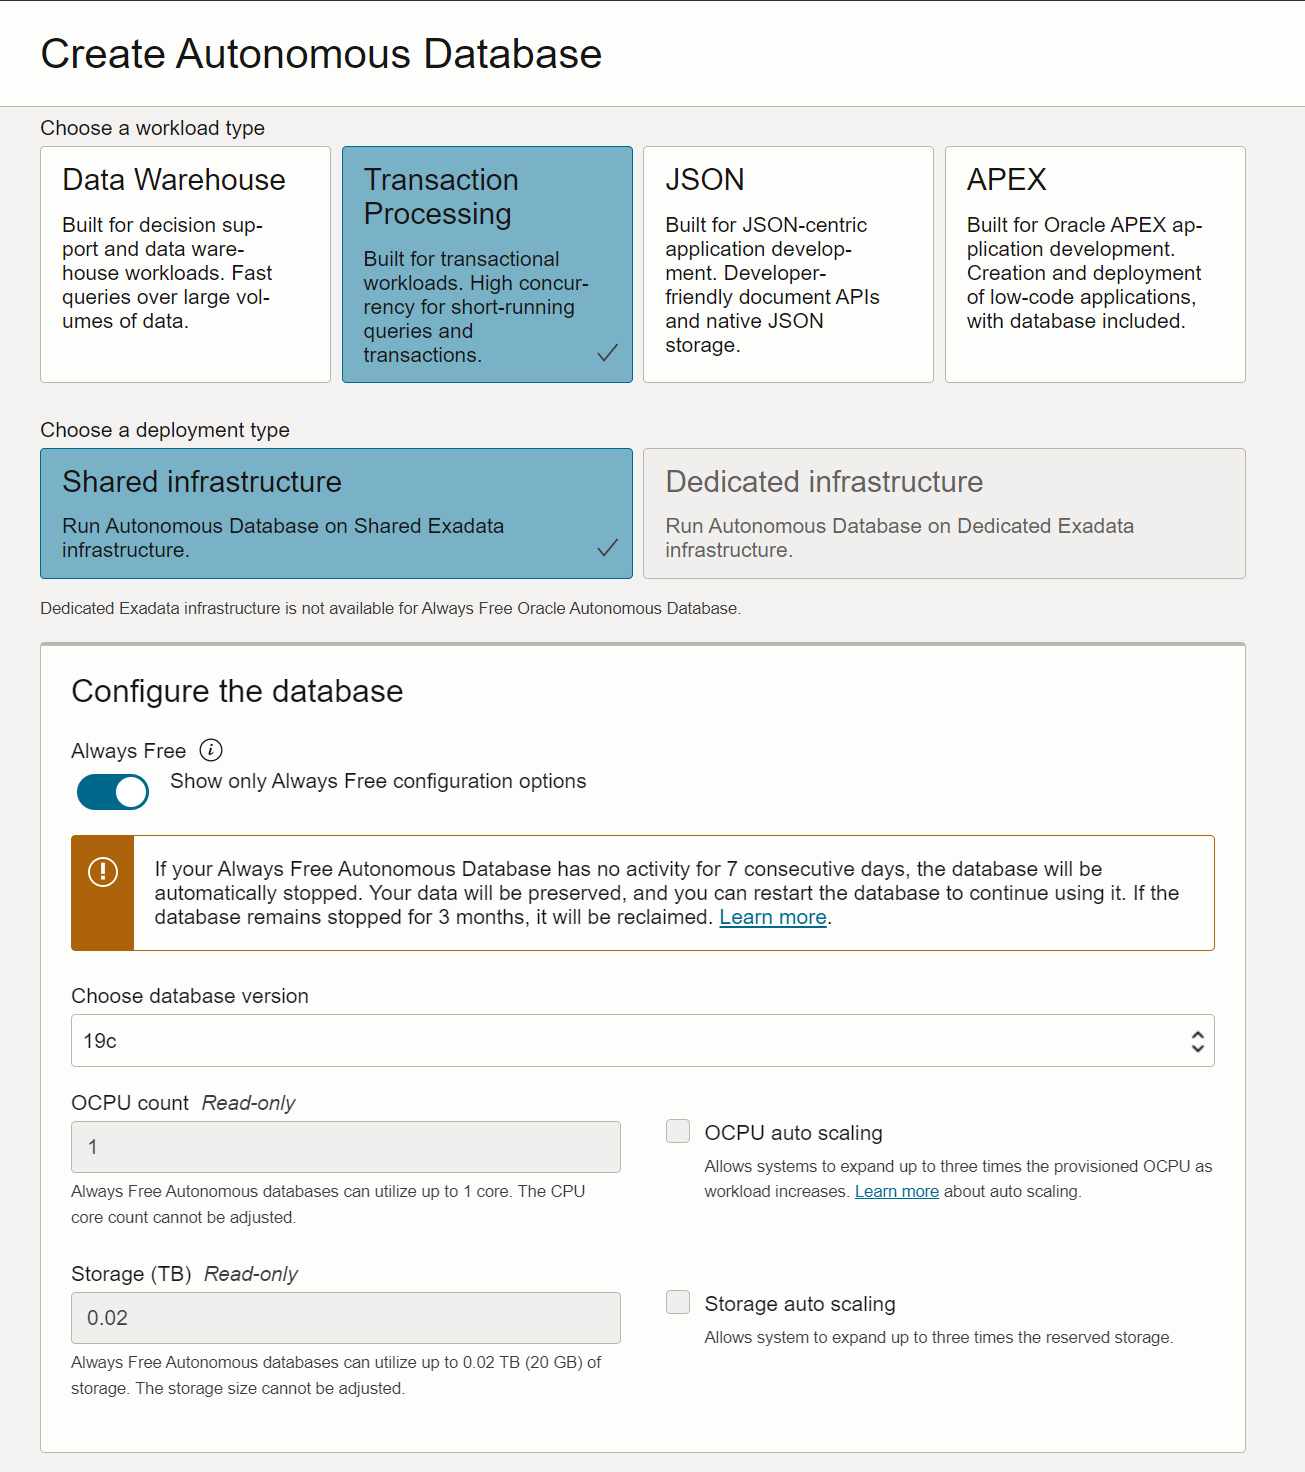 Create Autonomous Database
Choose a workload type
Data Warehouse
Built for decision sup-
port and data ware-
house workloads. Fast
queries over large vol-
umes of data.
Transaction
Processing
Built for transactional
workloads. High concur-
rency for short-running
queries and
transactions.
JSON
Built for JSON-centric
application develop-
ment. Developer-
friendly document APIs
and native JSON
storage.
APEX
Built for Oracle APEX ap-
plication development.
Creation and deployment
of low-code applications,
with database included.
Choose a deployment type
Shared infrastructure
Run Autonomous Database on Shared Exadata
infrastructure.
Dedicated infrastructure
Run Autonomous Database on Dedicated Exadata
infrastructure.
Dedicated Exadata infrastructure is not available for Always Free Oracle Autonomous Database.
Configure the database
Always Free
Show only Always Free configuration options
If your Always Free Autonomous Database has no activity for 7 consecutive days, the database will be
automatically stopped. Your data will be preserved, and you can restart the database to continue using it. If the
database remains stopped for 3 months, it will be reclaimed. Learn more.
Choose database version
19c
OCPU count Read-only
1
Always Free Autonomous databases can utilize up to 1 core. The CPU
core count cannot be adjusted.
OCPU auto scaling
Allows systems to expand up to three times the provisioned OCPU as
workload increases. Learn more about auto scaling.
Storage (TB) Read-only
0.02
Always Free Autonomous databases can utilize up to 0.02 TB (20 GB) of
storage. The storage size cannot be adjusted.
Storage auto scaling
Allows system to expand up to three times the reserved storage.